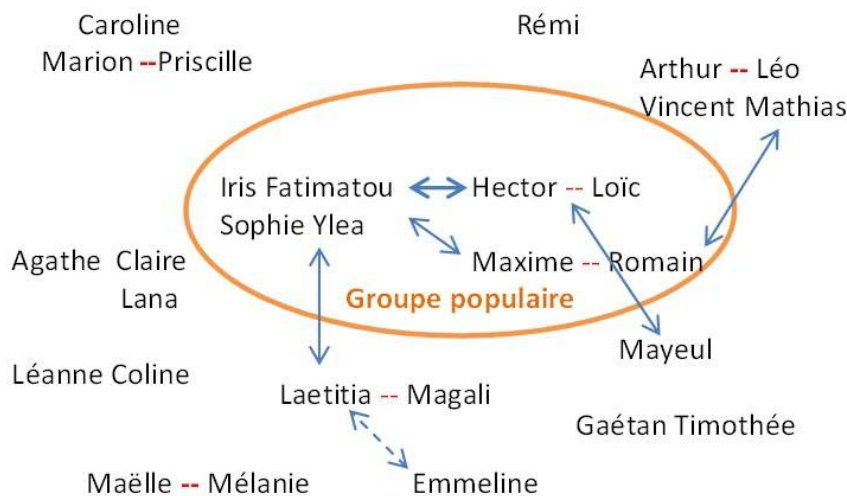 Caroline
Marion -- Priscille
Rémi
Arthur -- Léo
Vincent Mathias
Iris Fatimatou
Sophie Ylea
Hector -- Loïc
Maxime -- Romain
Groupe populaire
Agathe Claire
Lana
Mayeul
Léanne Coline
Laetitia -- Magali
Gaétan Timothée
Maëlle -- Mélanie
Emmeline